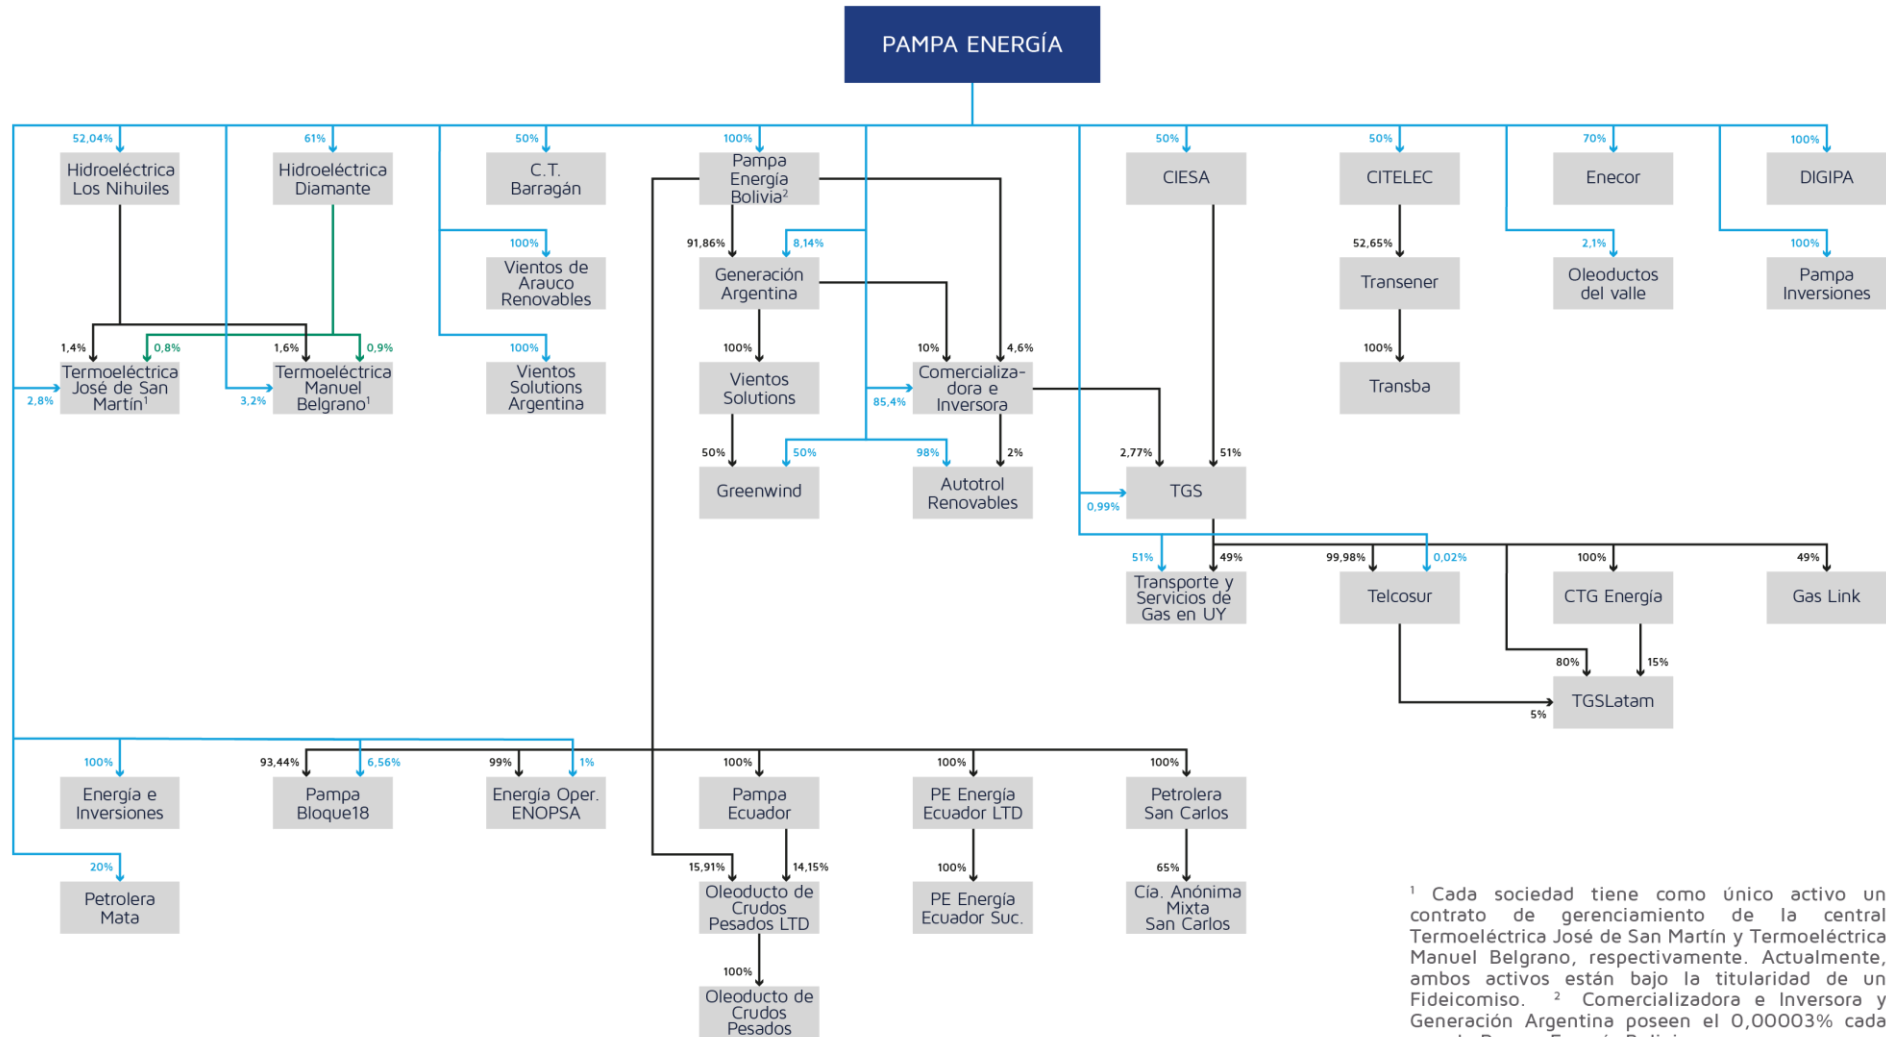 PAMPA ENERGÍA
52,04%
61%
50%
100%
50%
50%
70%
100%
Hidroeléctrica
Los Nihuiles
Hidroeléctrica
Diamante
C.T.
Barragán
Pampa
Energía
Bolivia²
CIESA
CITELEC
Enecor
DIGIPA
100%
91,86%
8,14%
52,65%
2,1%
100%
Vientos de
Arauco
Renovables
Generación
Argentina
Transener
Oleoductos
del valle
Pampa
Inversiones
1,4%
0,8%
1,6%
0,9%
100%
100%
10%
4,6%
100%
Termoeléctrica
José de San
Martín¹
2,8%
Termoeléctrica
Manuel
Belgrano¹
3,2%
Vientos
Solutions
Argentina
Vientos
Solutions
Comercializa-
dora e
Inversora
85,4%
Transba
50%
50%
98%
2%
2,77%
51%
Greenwind
Autotrol
Renovables
TGS
0,99%
51%
49%
99,98%
0,02%
100%
49%
Transporte y
Servicios de
Gas en UY
Telcosur
CTG Energía
Gas Link
80%
15%
TGSLatam
5%
100%
93,44%
6,56%
99%
1%
100%
100%
100%
Energía e
Inversiones
Pampa
Bloque18
Energía Oper.
ENOPSA
Pampa
Ecuador
PE Energía
Ecuador LTD
Petrolera
San Carlos
20%
15,91%
14,15%
100%
65%
Petrolera
Mata
Oleoducto de
Crudos
Pesados LTD
PE Energía
Ecuador Suc.
Cía. Anónima
Mixta
San Carlos
100%
Oleoducto de
Crudos
Pesados
¹ Cada sociedad tiene como único activo un
contrato de gerenciamiento de la central
Termoeléctrica José de San Martín y Termoeléctrica
Manuel Belgrano, respectivamente. Actualmente,
ambos activos están bajo la titularidad de un
Fideicomiso. ² Comercializadora e Inversora y
Generación Argentina poseen el 0,00003% cada